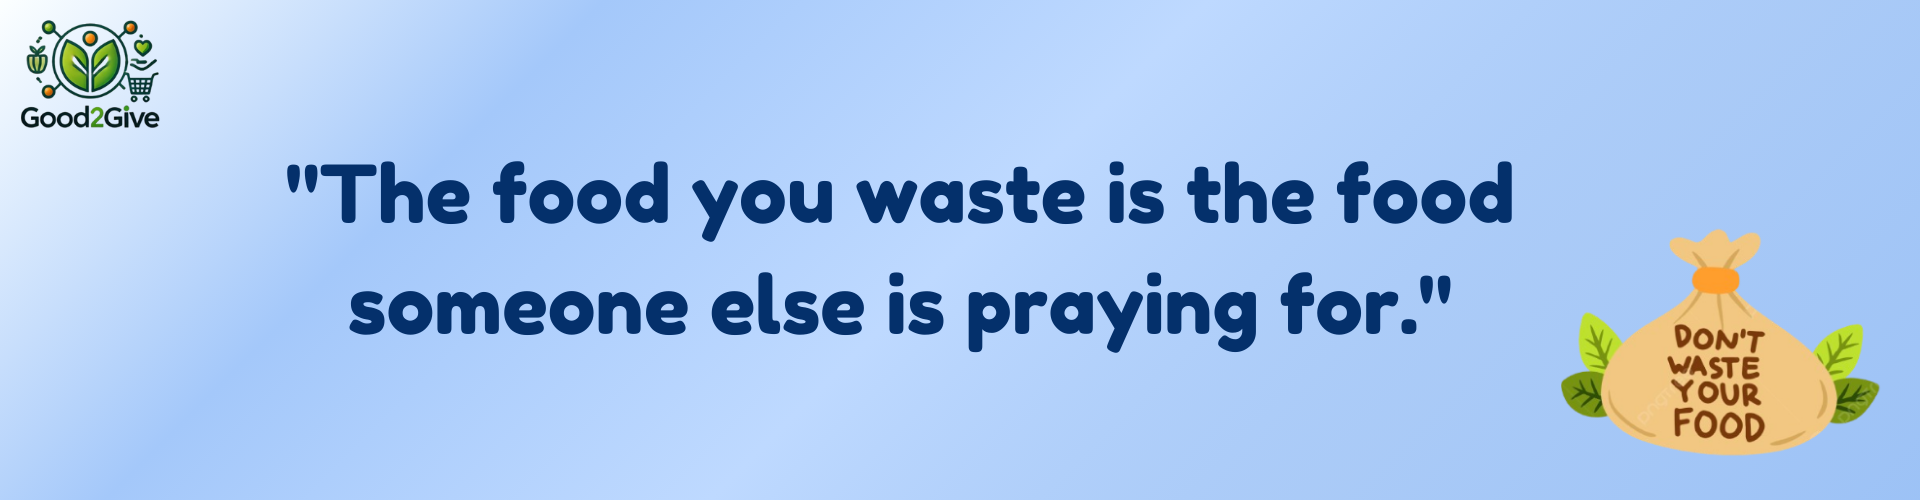 Good2Give
"The food you waste is the food
someone else is praying for."
DON'T
WASTE
YOUR
FOOD